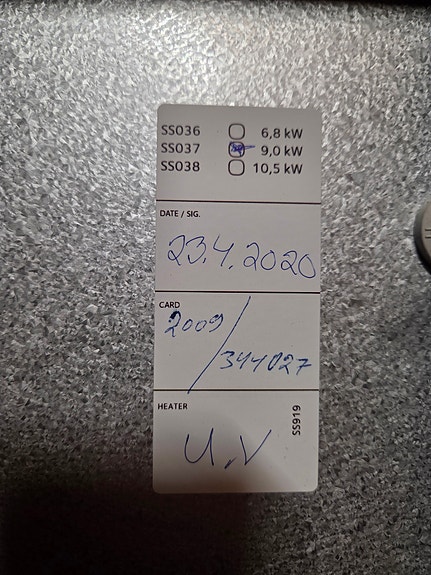 SS036 6,8 kW
SS037 9,0 kW
SS038 10,5 kW
DATE / SIG.
23.4.2020
CARD
2009
/344027
HEATER
U.V
SS919